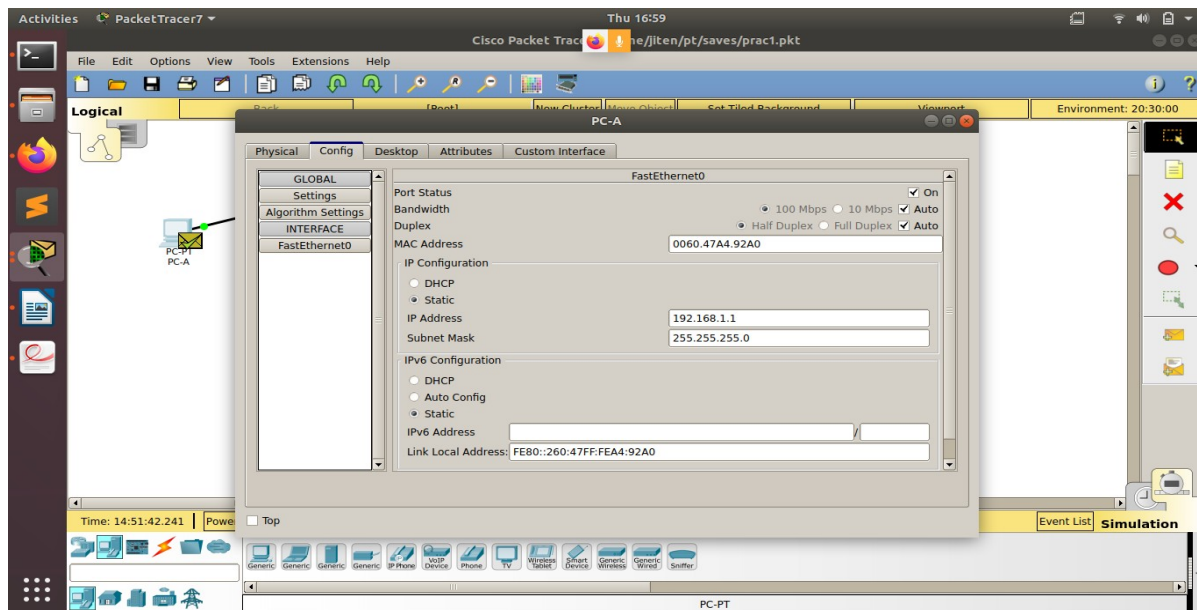 Activities PacketTracer7 Thu 16:59
Cisco Packet Trac ne/jiten/pt/saves/prac1.pkt
File Edit Options View Tools Extensions Help
Logical Back [Root] New Cluster Move Object Set Tiled Background Viewport Environment: 20:30:00
PC-A
Physical Config Desktop Attributes Custom Interface
GLOBAL
Settings
Algorithm Settings
INTERFACE
FastEthernet0
FastEthernet0
Port Status On
Bandwidth 100 Mbps 10 Mbps Auto
Duplex Half Duplex Full Duplex Auto
MAC Address 0060.47A4.92A0
IP Configuration
DHCP
Static
IP Address 192.168.1.1
Subnet Mask 255.255.255.0
IPv6 Configuration
DHCP
Auto Config
Static
IPv6 Address /
Link Local Address: FE80::260:47FF:FEA4:92A0
PC-PT
PC-A
Top
Time: 14:51:42.241 Powe Event List Simulation
Generic Generic Generic Generic IP Phone VoIP Device Phone TV Wireless Tablet Smart Device Generic Wireless Generic Wired Sniffer
PC-PT